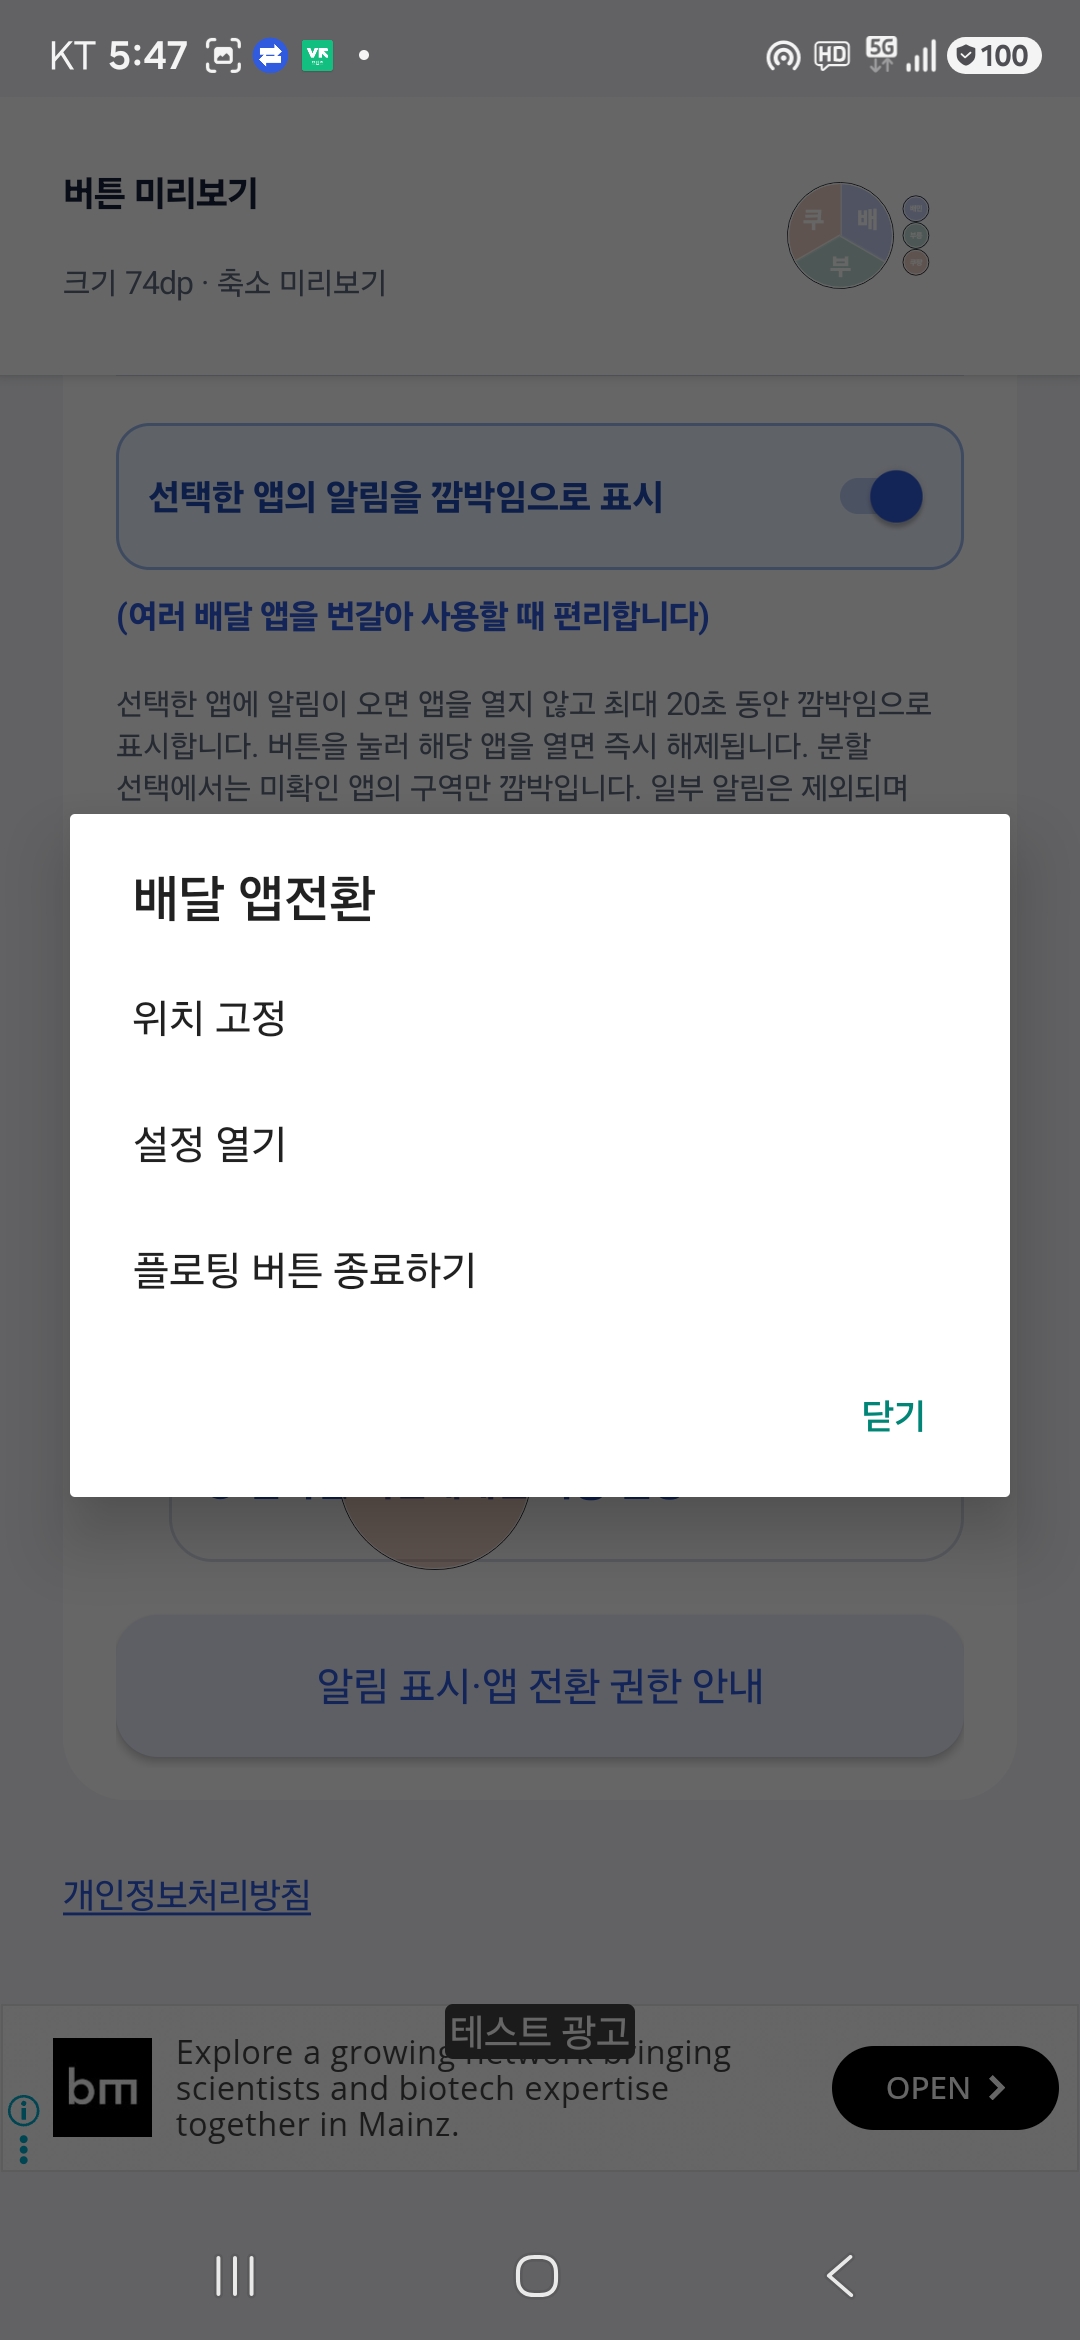 KT 5:47 VR HD 5G 100
버튼 미리보기
크기 74dp · 축소 미리보기
쿠 배
부
선택한 앱의 알림을 깜박임으로 표시
(여러 배달 앱을 번갈아 사용할 때 편리합니다)
선택한 앱에 알림이 오면 앱을 열지 않고 최대 20초 동안 깜박임으로
표시합니다. 버튼을 눌러 해당 앱을 열면 즉시 해제됩니다. 분할
선택에서는 미확인 앱의 구역만 깜박입니다. 일부 알림은 제외되며
배달 앱전환
위치 고정
설정 열기
플로팅 버튼 종료하기
닫기
알림 표시·앱 전환 권한 안내
개인정보처리방침
테스트 광고
bm
Explore a growing network bringing
scientists and biotech expertise
together in Mainz.
OPEN